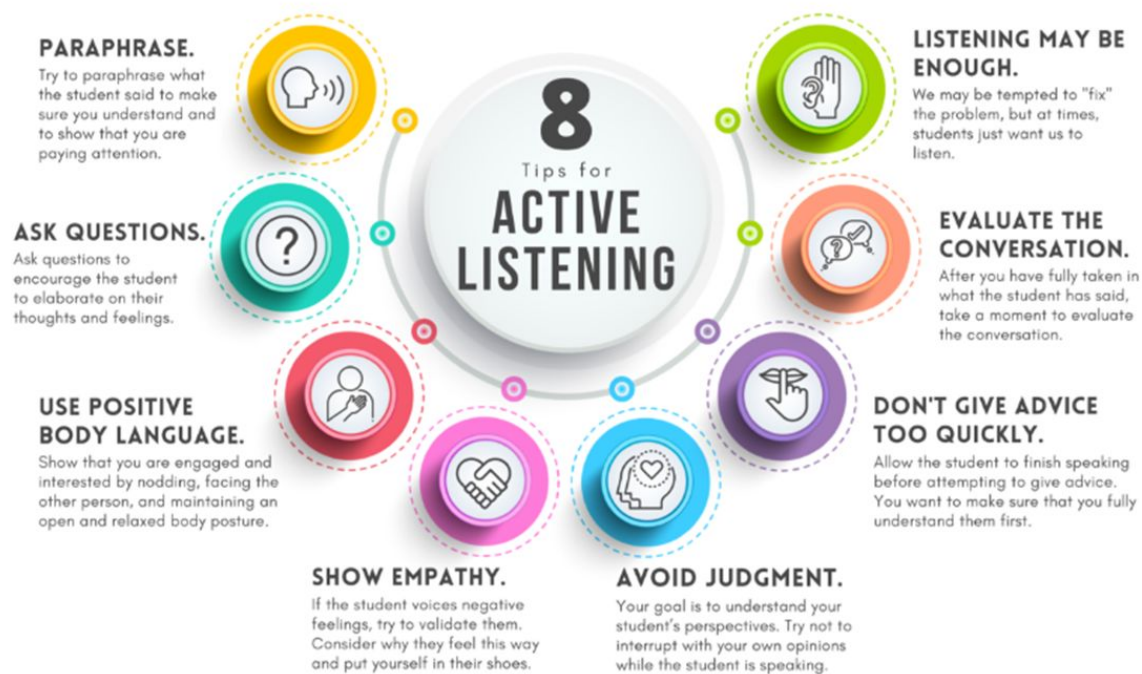 8
Tips for
ACTIVE
LISTENING
PARAPHRASE.
Try to paraphrase what
the student said to make
sure you understand and
to show that you are
paying attention.
ASK QUESTIONS.
Ask questions to
encourage the student
to elaborate on their
thoughts and feelings.
USE POSITIVE
BODY LANGUAGE.
Show that you are engaged and
interested by nodding, facing the
other person, and maintaining an
open and relaxed body posture.
SHOW EMPATHY.
If the student voices negative
feelings, try to validate them.
Consider why they feel this way
and put yourself in their shoes.
AVOID JUDGMENT.
Your goal is to understand your
student's perspectives. Try not to
interrupt with your own opinions
while the student is speaking.
DON'T GIVE ADVICE
TOO QUICKLY.
Allow the student to finish speaking
before attempting to give advice.
You want to make sure that you fully
understand them first.
EVALUATE THE
CONVERSATION.
After you have fully taken in
what the student has said,
take a moment to evaluate
the conversation.
LISTENING MAY BE
ENOUGH.
We may be tempted to "fix"
the problem, but at times,
students just want us to
listen.
?
?